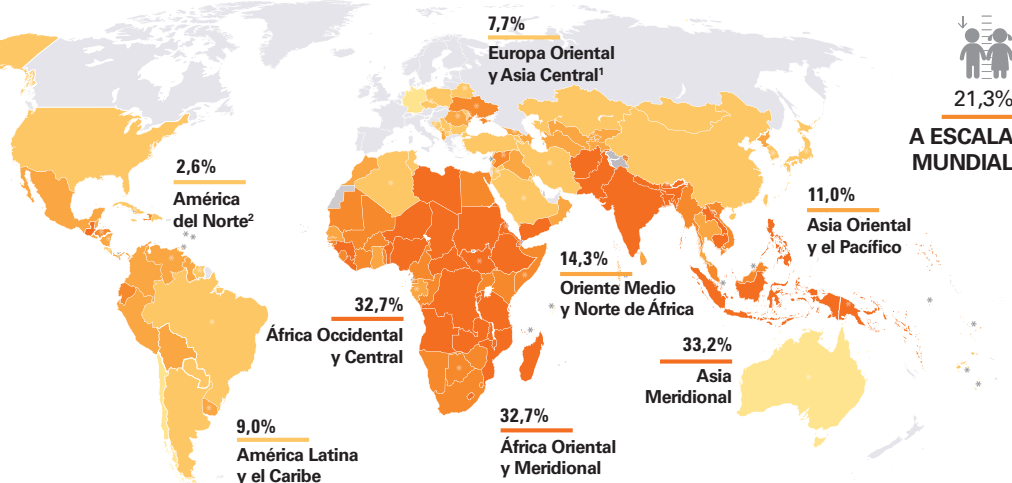 7,7%
Europa Oriental
y Asia Central¹
21,3%
A ESCALA
MUNDIAL
2,6%
América
del Norte²
11,0%
Asia Oriental
y el Pacífico
14,3%
Oriente Medio
y Norte de África
32,7%
África Occidental
y Central
33,2%
Asia
Meridional
32,7%
África Oriental
y Meridional
9,0%
América Latina
y el Caribe